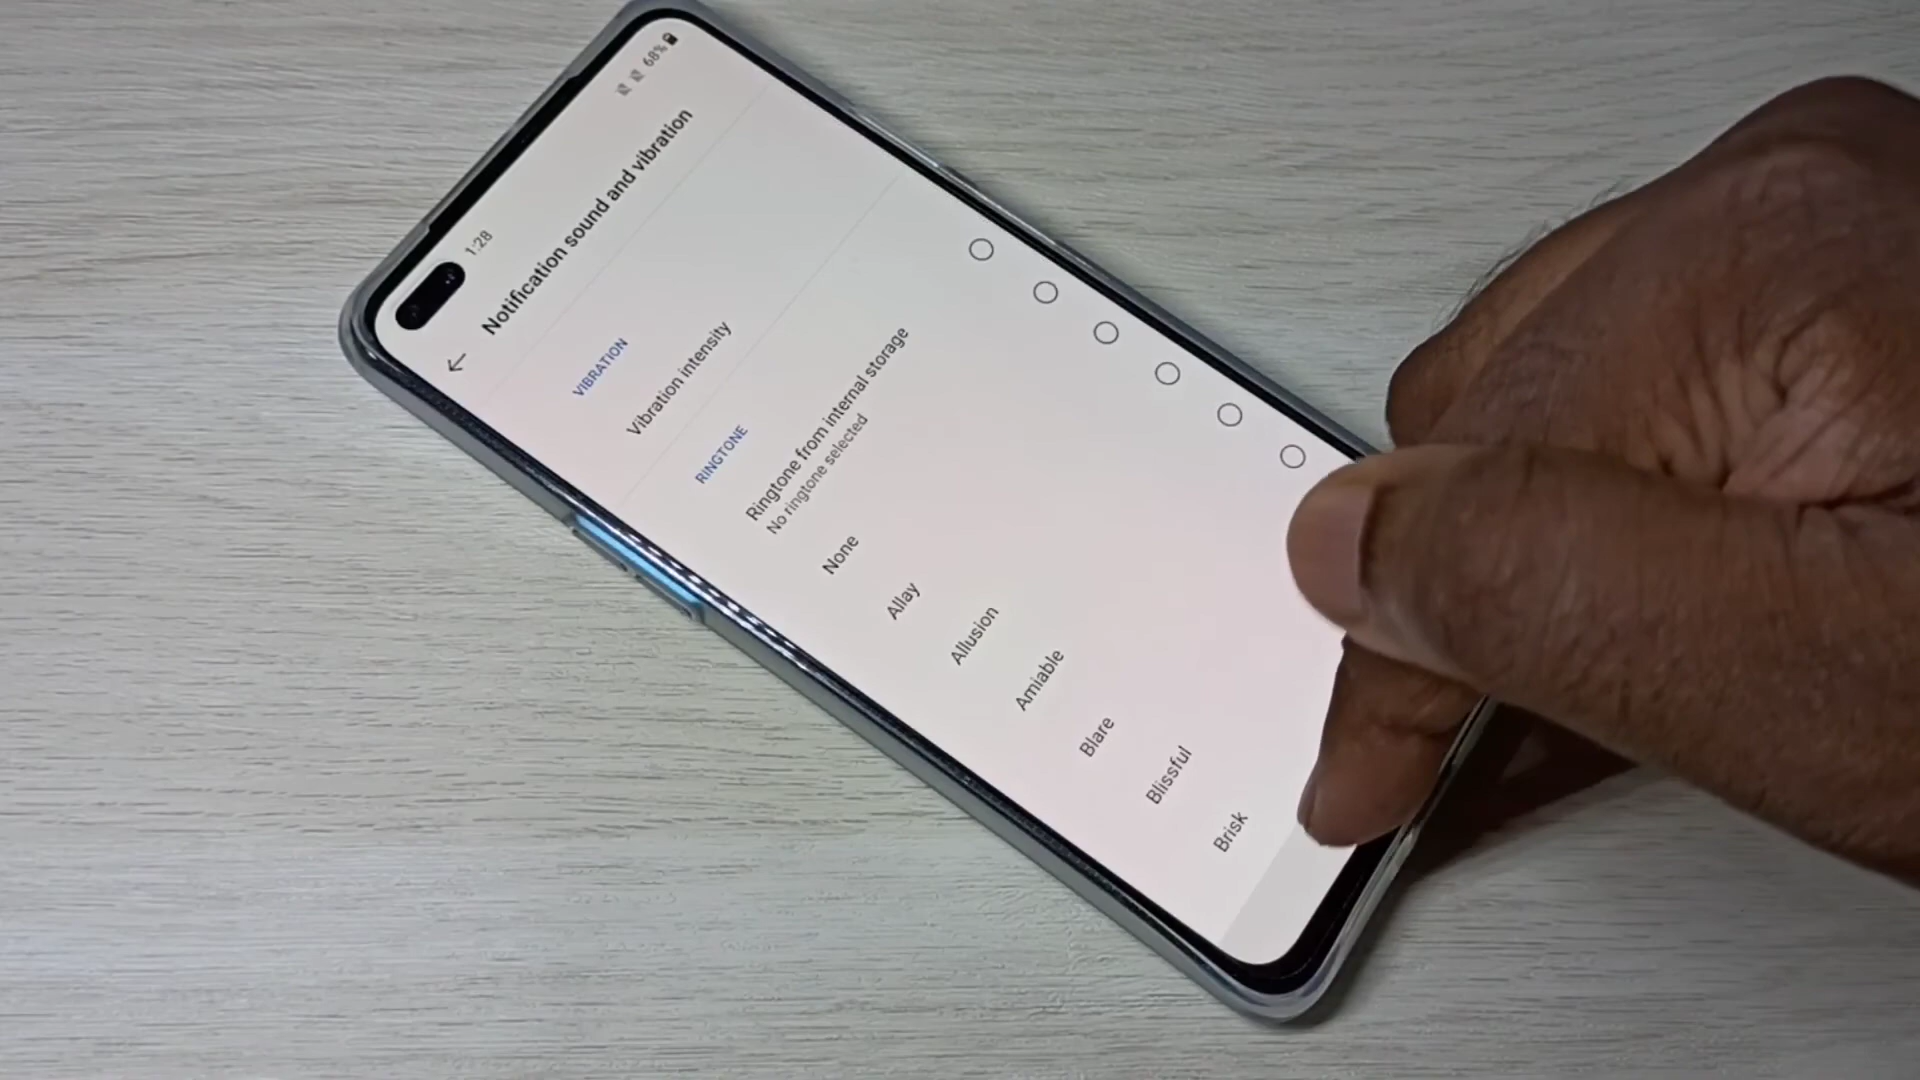 1:28 68%
Notification sound and vibration
VIBRATION
Vibration intensity
RINGTONE
Ringtone from internal storage
No ringtone selected
None
Allay
Allusion
Amiable
Blare
Blissful
Brisk